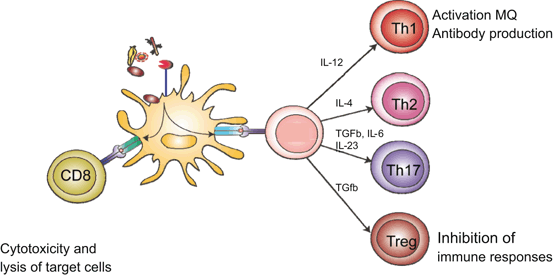 Th1
Activation MQ
Antibody production
IL-12
IL-4
Th2
TGFb, IL-6
IL-23
Th17
CD8
TGfb
Treg
Inhibition of
immune responses
Cytotoxicity and
lysis of target cells